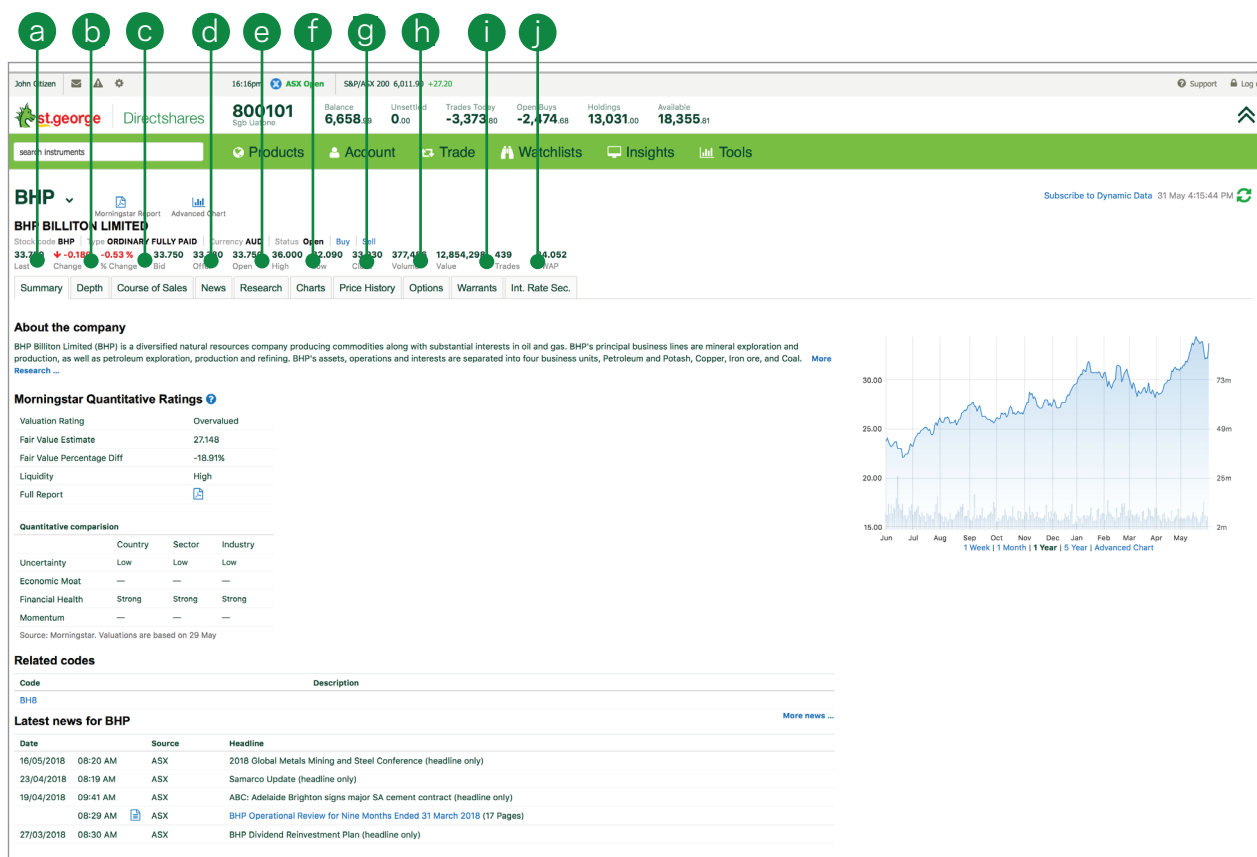 a b c d e f g h i j
John Citizen 16:16pm ASX Open S&P/ASX 200 6,011.90 +27.20 Support Log
st.george Directshares 800101 Balance Unsettled Trades Today Open Buys Holdings Available
Sgb 6,658.99 0.00 -3,373.80 -2,474.68 13,031.00 18,355.81
search instruments Products Account Trade Watchlists Insights Tools
BHP Subscribe to Dynamic Data 31 May 4:15:44 PM
Morningstar Report Advanced Chart
BHP BILLITON LIMITED
Stock code BHP Type ORDINARY FULLY PAID Currency AUD Status Open Buy Sell
-0.53 % 33.750 36.000 12,854,298 439
Last Change % Change Bid Offer Open High Low Close Volume Value Trades VWAP
Summary Depth Course of Sales News Research Charts Price History Options Warrants Int. Rate Sec.
About the company
BHP Billiton Limited (BHP) is a diversified natural resources company producing commodities along with substantial interests in oil and gas. BHP's principal business lines are mineral exploration and
production, as well as petroleum exploration, production and refining. BHP's assets, operations and interests are separated into four business units, Petroleum and Potash, Copper, Iron ore, and Coal. More
Research ...
Morningstar Quantitative Ratings ?
Valuation Rating Overvalued
Fair Value Estimate 27.148
Fair Value Percentage Diff -18.91%
Liquidity High
Full Report
Quantitative comparision
Country Sector Industry
Uncertainty Low Low Low
Economic Moat — — —
Financial Health Strong Strong Strong
Momentum — — —
Source: Morningstar. Valuations are based on 29 May
30.00 73m
25.00 49m
20.00 25m
15.00 2m
Jun Jul Aug Sep Oct Nov Dec Jan Feb Mar Apr May
1 Week | 1 Month | 1 Year | 5 Year | Advanced Chart
Related codes
Code Description
BH8
Latest news for BHP More news ...
Date Source Headline
16/05/2018 08:20 AM ASX 2018 Global Metals Mining and Steel Conference (headline only)
23/04/2018 08:19 AM ASX Samarco Update (headline only)
19/04/2018 09:41 AM ASX ABC: Adelaide Brighton signs major SA cement contract (headline only)
08:29 AM ASX BHP Operational Review for Nine Months Ended 31 March 2018 (17 Pages)
27/03/2018 08:30 AM ASX BHP Dividend Reinvestment Plan (headline only)